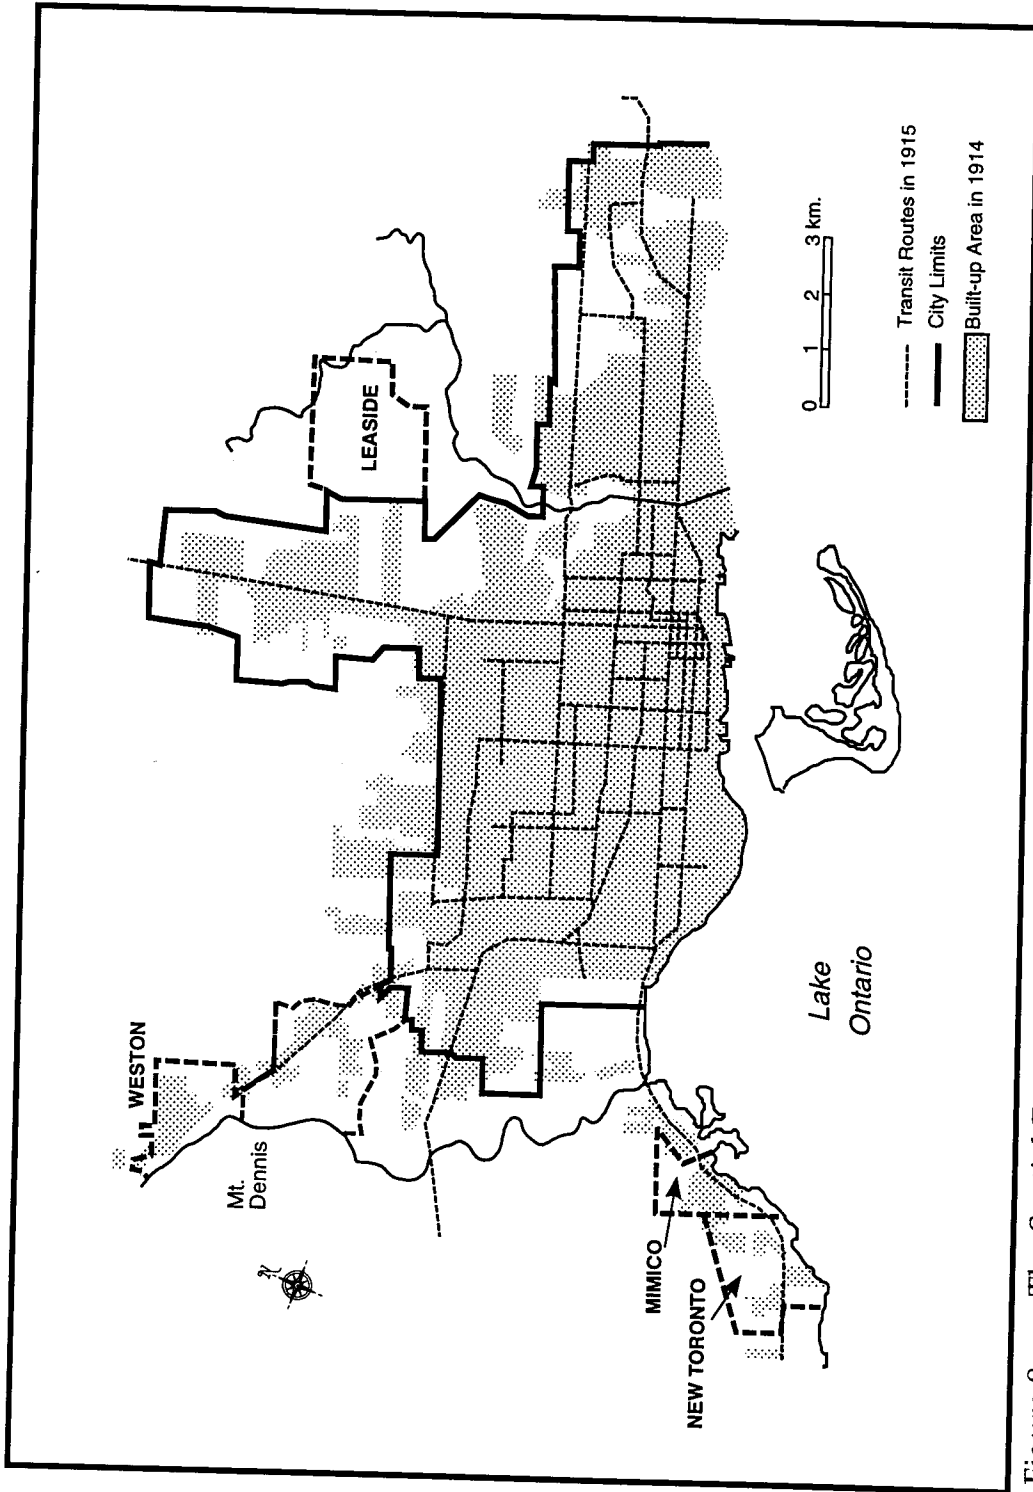 WESTON
Mt.
Dennis
N
LEASIDE
MIMICO
NEW TORONTO
Lake
Ontario
0 1 2 3 km.
Transit Routes in 1915
City Limits
Built-up Area in 1914